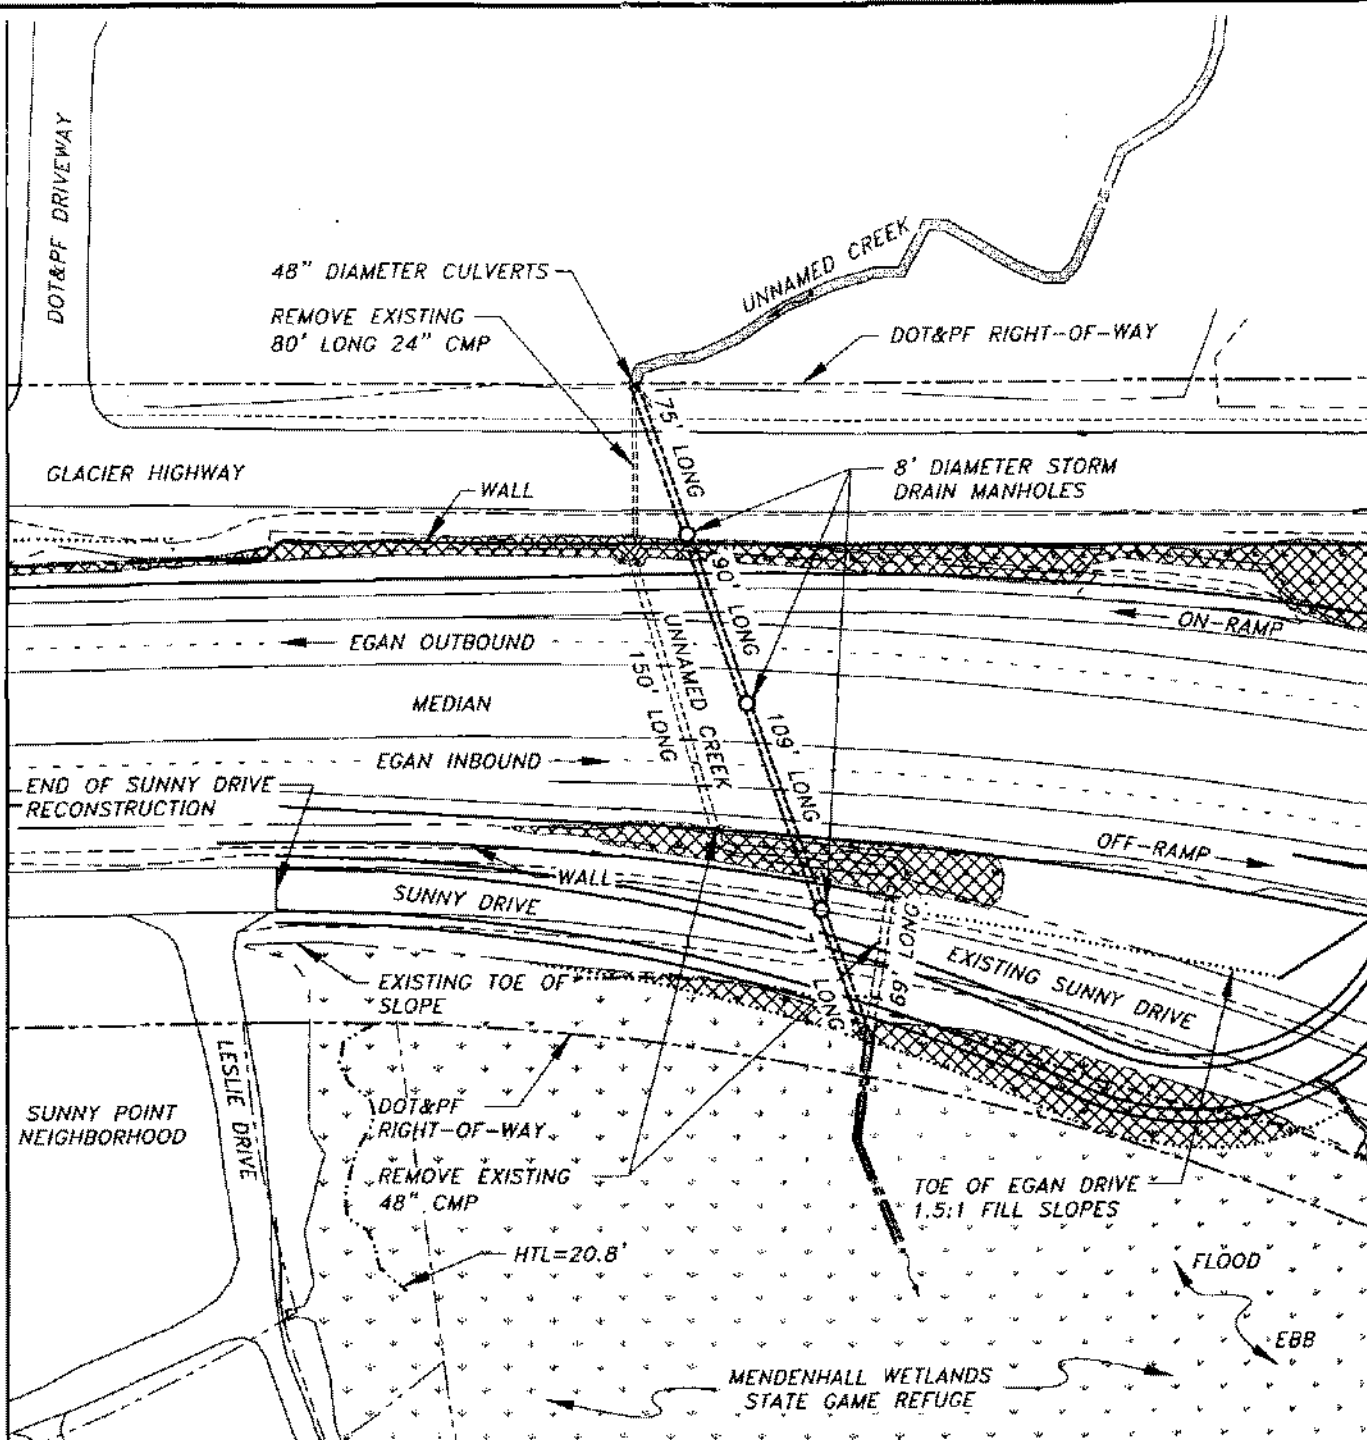 DOT&PF DRIVEWAY
UNNAMED CREEK
48" DIAMETER CULVERTS
REMOVE EXISTING
80' LONG 24" CMP
DOT&PF RIGHT-OF-WAY
75' LONG
GLACIER HIGHWAY
WALL
8' DIAMETER STORM
DRAIN MANHOLES
90' LONG
ON-RAMP
EGAN OUTBOUND
UNNAMED CREEK
150' LONG
MEDIAN
109' LONG
EGAN INBOUND
END OF SUNNY DRIVE
RECONSTRUCTION
OFF-RAMP
WALL
SUNNY DRIVE
69' LONG
EXISTING SUNNY DRIVE
EXISTING TOE OF
SLOPE
LONG
LESLIE DRIVE
SUNNY POINT
NEIGHBORHOOD
DOT&PF
RIGHT-OF-WAY
REMOVE EXISTING
48" CMP
TOE OF EGAN DRIVE
1.5:1 FILL SLOPES
HTL=20.8'
FLOOD
EBB
MENDENHALL WETLANDS
STATE GAME REFUGE